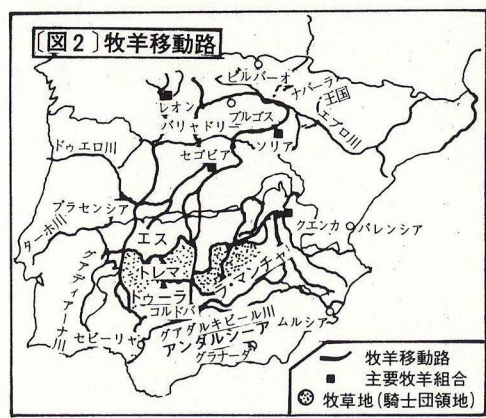 〔図2〕牧羊移動路
ビルバーオ
ナバーラ
王国
レオン
ブルゴス
エブロ川
バリャドリー
ドゥエロ川
ソリア
セゴビア
プラセンシア
ターホ川
クエンカ
バレンシア
エス
トレマ
ドゥーラ
ラ・マンチャ
グアディアーナ川
コルドバ
グアダルキビール川
ムルシア
セビーリャ
アンダルシーア
グラナーダ
牧羊移動路
主要牧羊組合
牧草地(騎士団領地)